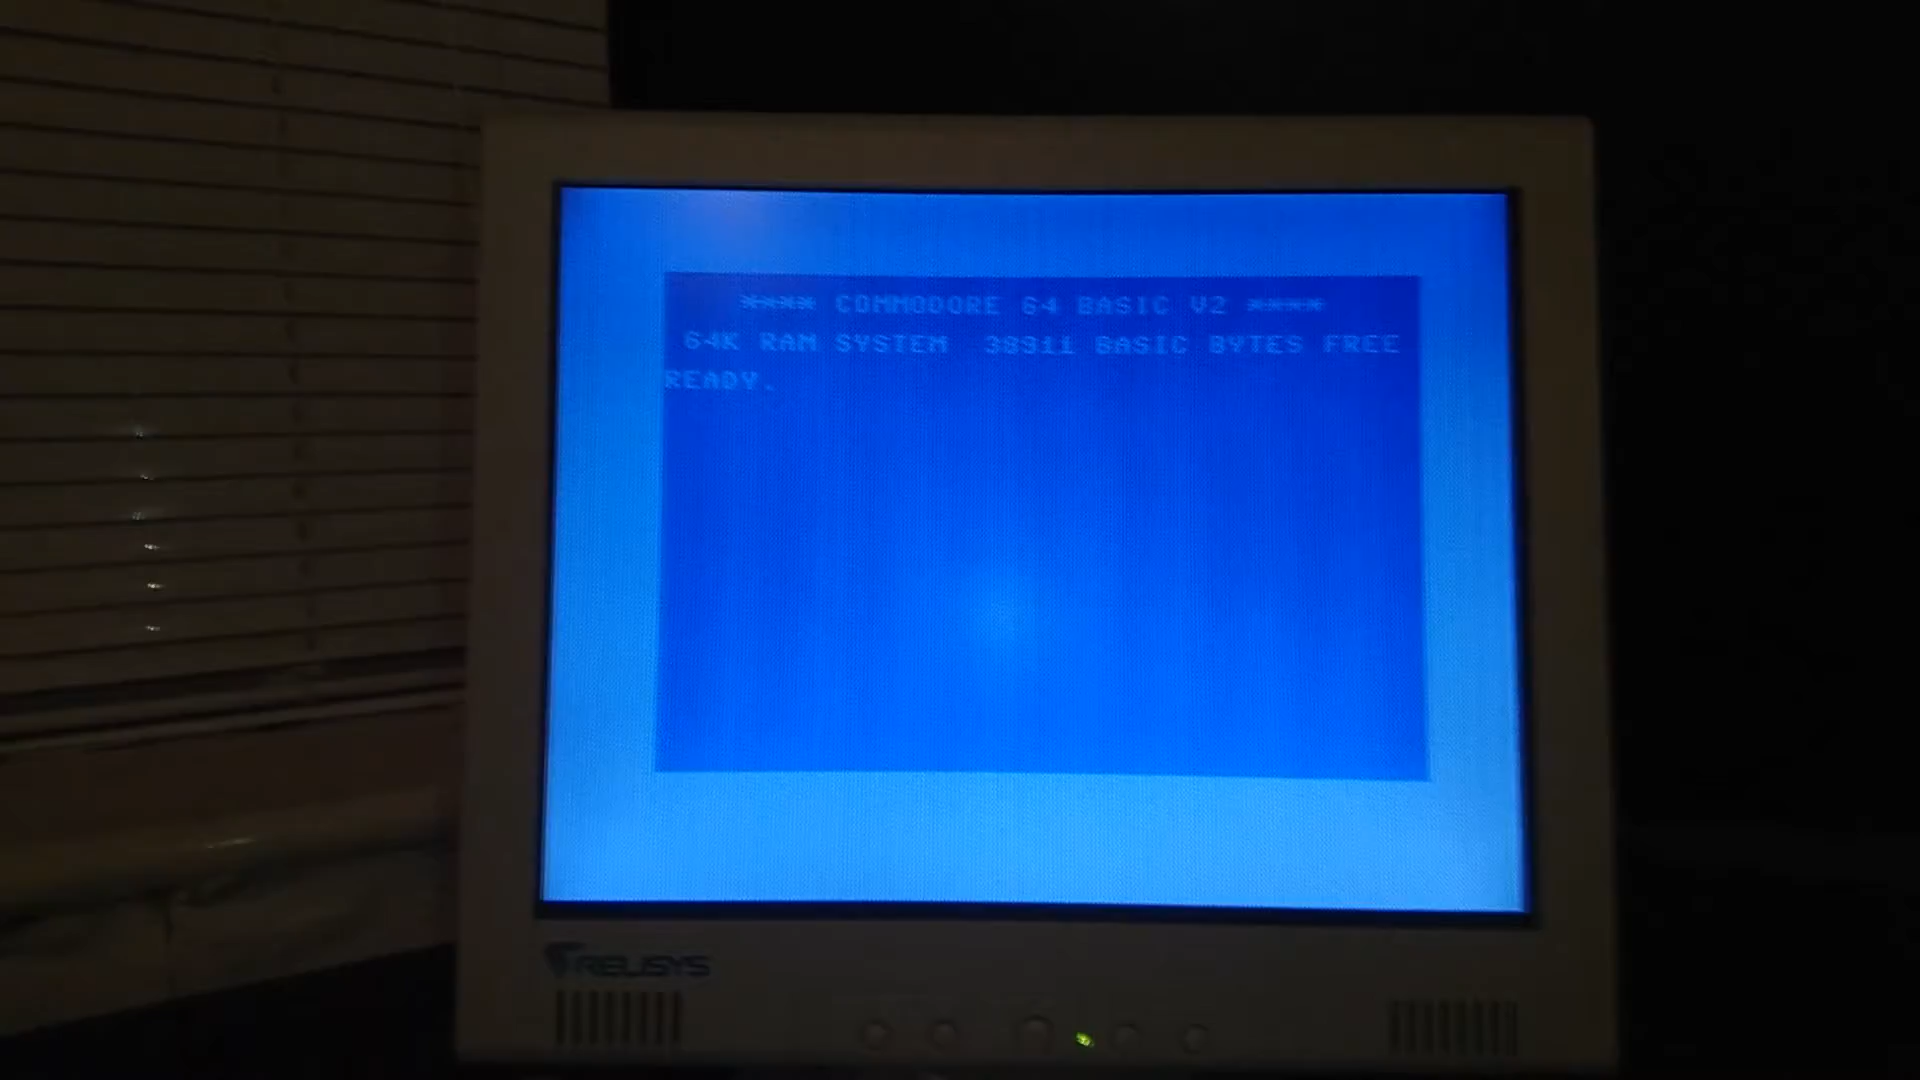 **** COMMODORE 64 BASIC V2 ****
64K RAM SYSTEM  38911 BASIC BYTES FREE
READY.
RELISYS